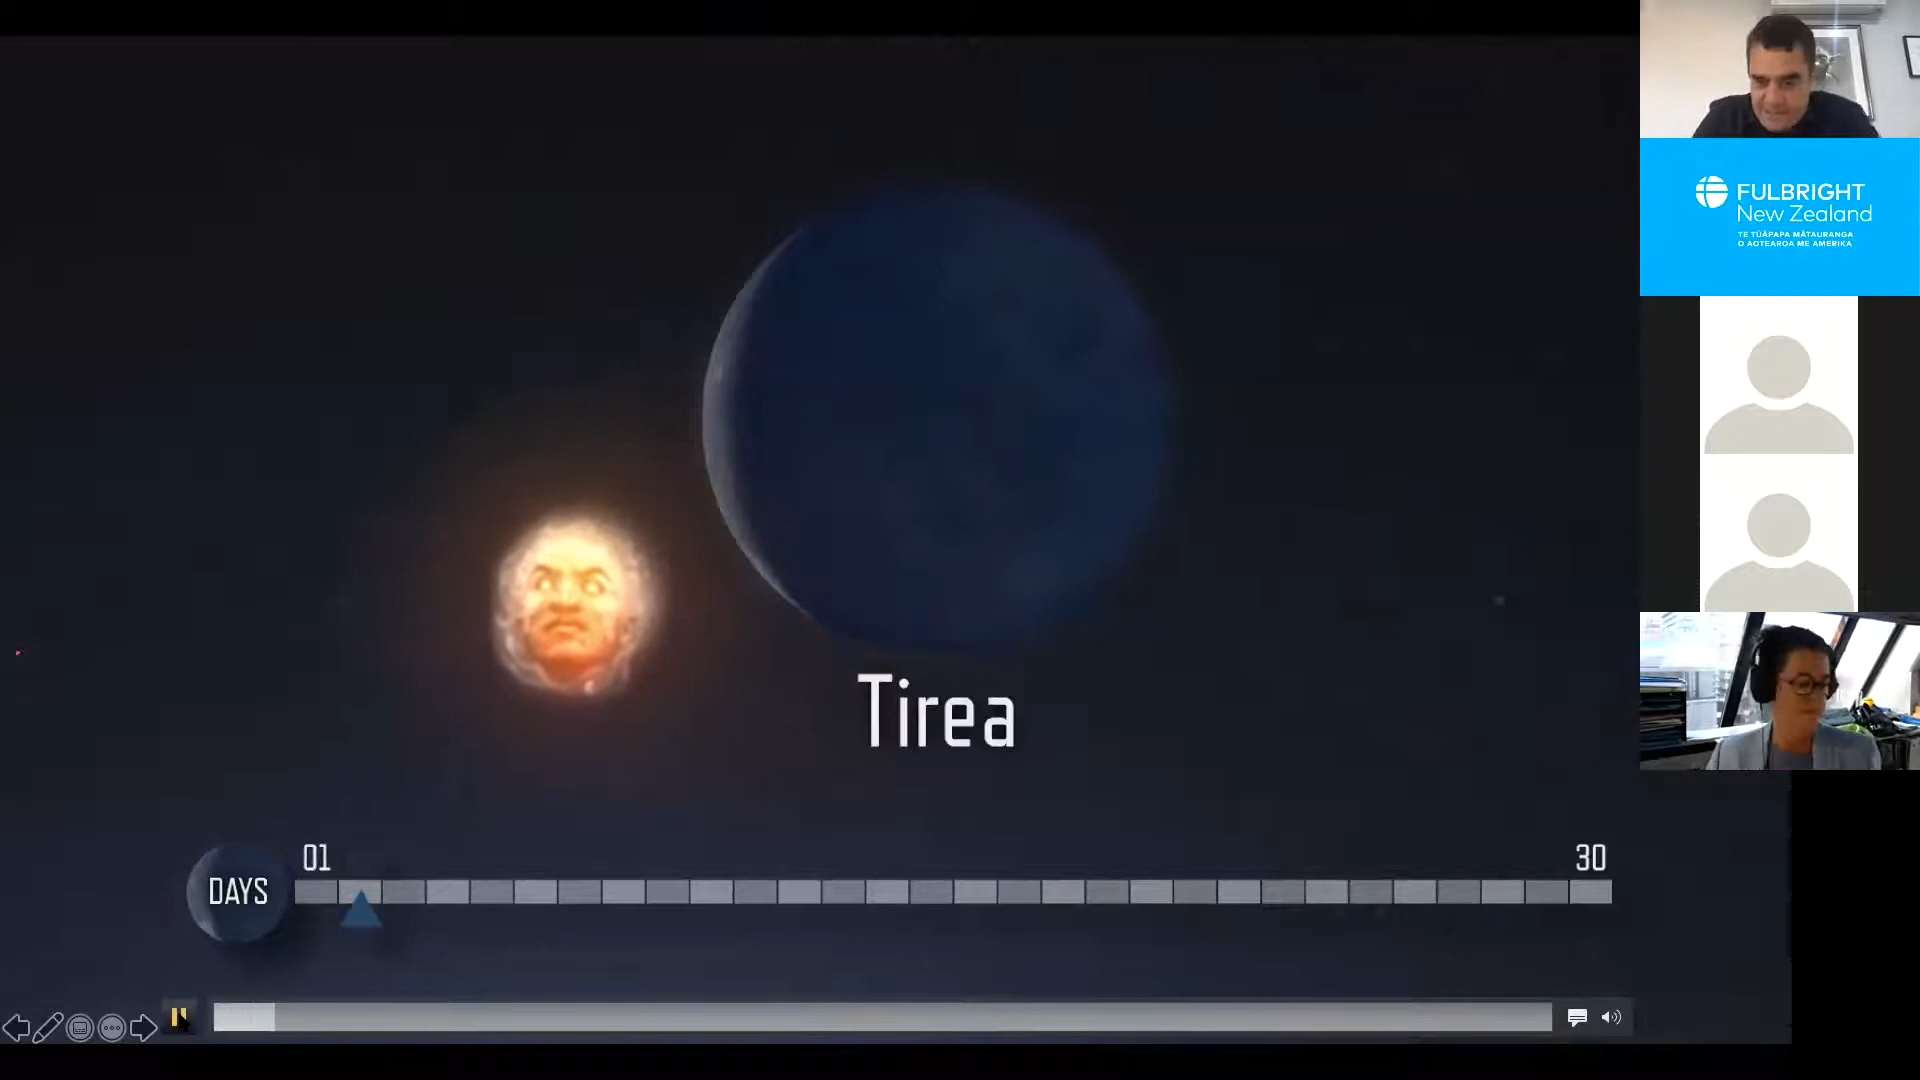 FULBRIGHT
New Zealand
TE TŪĀPAPA MĀTAURANGA
O AOTEAROA ME AMERIKA
Tirea
01
30
DAYS